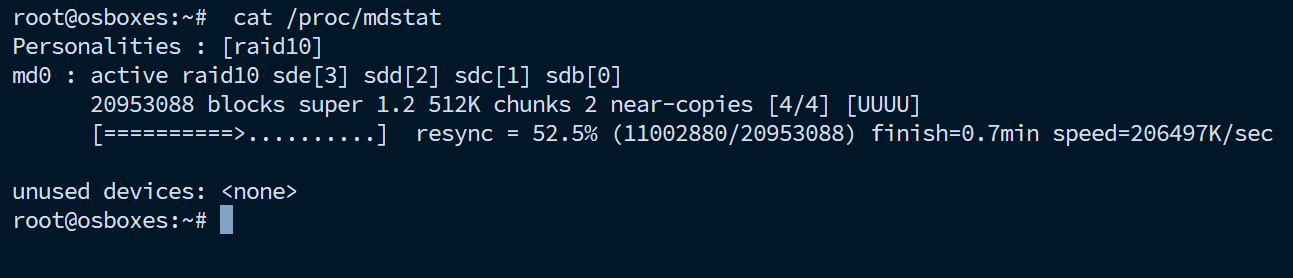 root@osboxes:~#  cat /proc/mdstat
Personalities : [raid10]
md0 : active raid10 sde[3] sdd[2] sdc[1] sdb[0]
      20953088 blocks super 1.2 512K chunks 2 near-copies [4/4] [UUUU]
      [==========>..........]  resync = 52.5% (11002880/20953088) finish=0.7min speed=206497K/sec

unused devices: <none>
root@osboxes:~#